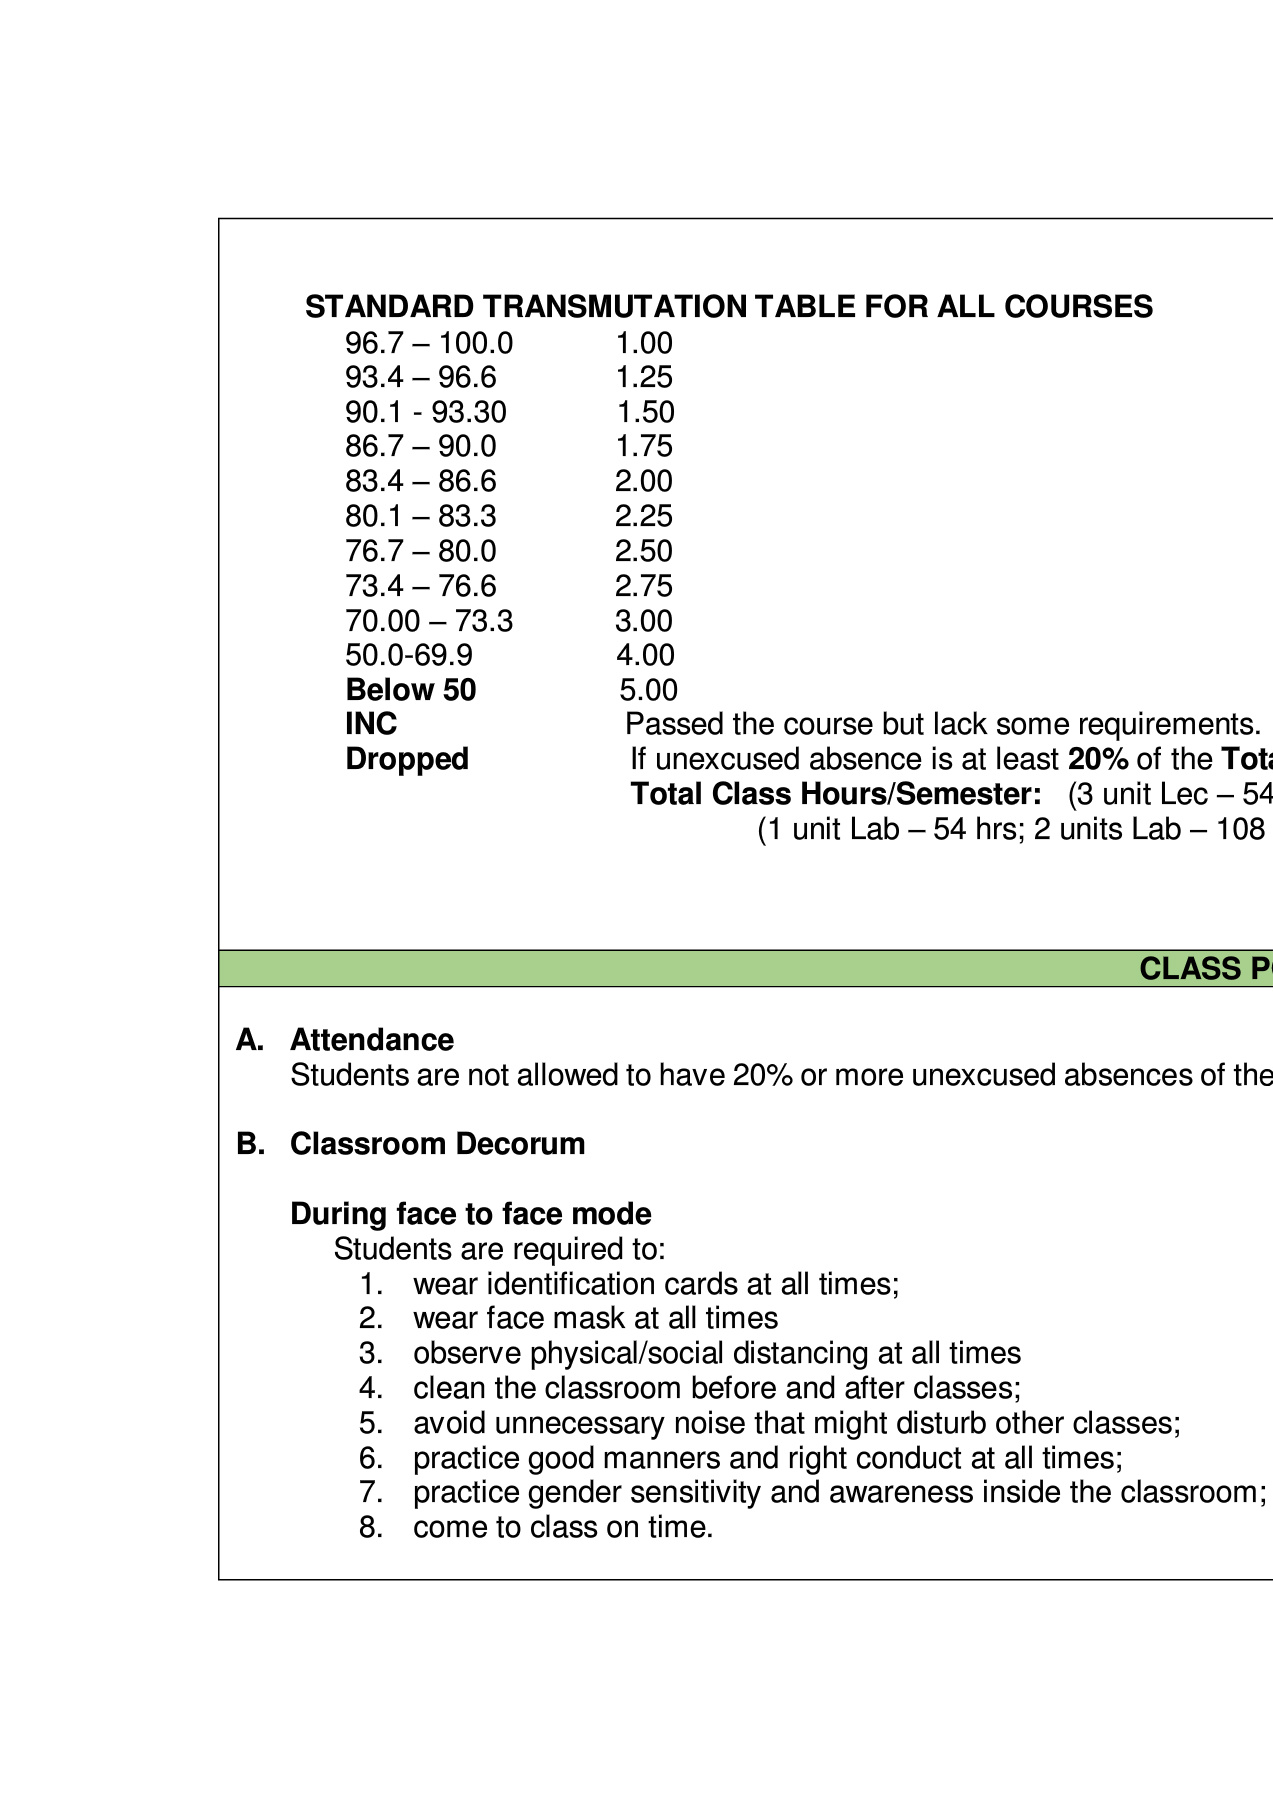 STANDARD TRANSMUTATION TABLE FOR ALL COURSES
96.7 – 100.0 1.00
93.4 – 96.6 1.25
90.1 - 93.30 1.50
86.7 – 90.0 1.75
83.4 – 86.6 2.00
80.1 – 83.3 2.25
76.7 – 80.0 2.50
73.4 – 76.6 2.75
70.00 – 73.3 3.00
50.0-69.9 4.00
Below 50 5.00
INC Passed the course but lack some requirements.
Dropped If unexcused absence is at least 20% of the
Total Class Hours/Semester: (3 unit Lec – 54
(1 unit Lab – 54 hrs; 2 units Lab – 108
CLASS
A. Attendance
Students are not allowed to have 20% or more unexcused absences of the
B. Classroom Decorum
During face to face mode
Students are required to:
1. wear identification cards at all times;
2. wear face mask at all times
3. observe physical/social distancing at all times
4. clean the classroom before and after classes;
5. avoid unnecessary noise that might disturb other classes;
6. practice good manners and right conduct at all times;
7. practice gender sensitivity and awareness inside the classroom;
8. come to class on time.